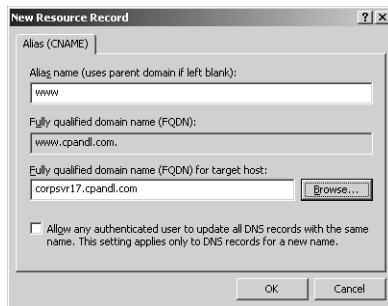 New Resource Record
Alias (CNAME)
Alias name (uses parent domain if left blank):
www
Fully qualified domain name (FQDN):
www.cpandl.com.
Fully qualified domain name (FQDN) for target host:
corpsvr17.cpandl.com
Browse...
Allow any authenticated user to update all DNS records with the same
name. This setting applies only to DNS records for a new name.
OK
Cancel